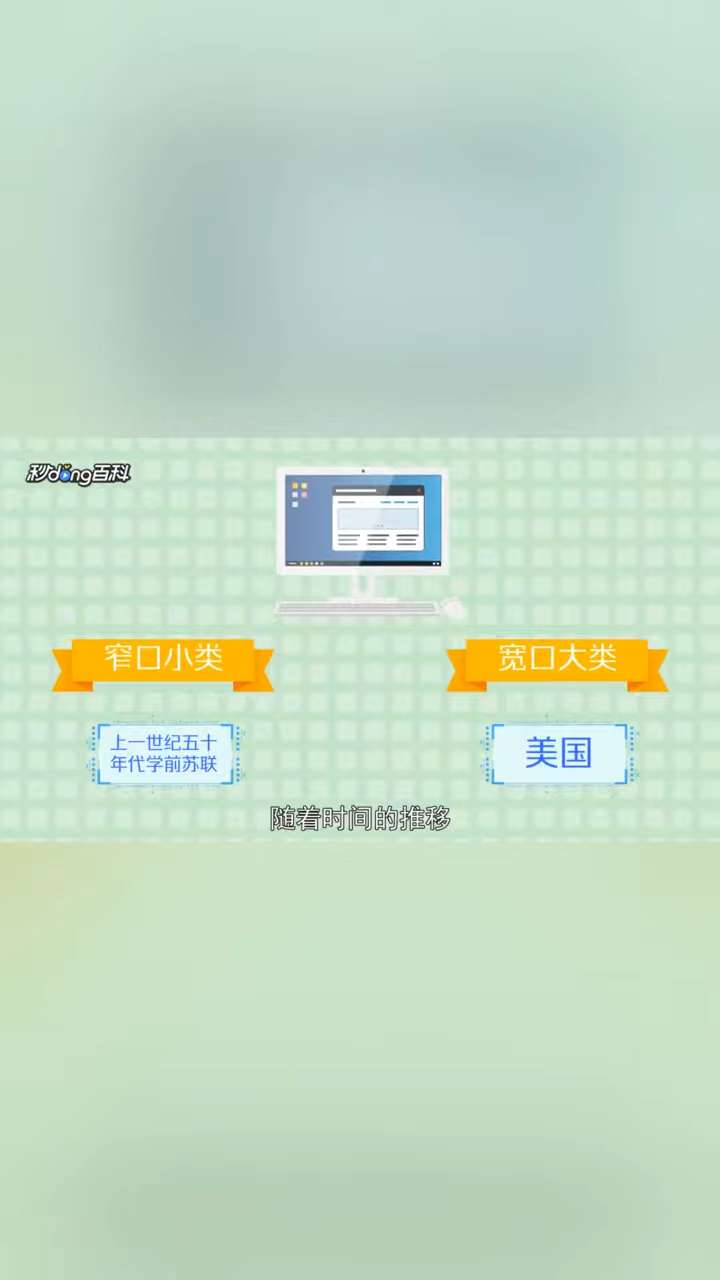 秒dǒng百科
窄口小类
宽口大类
上一世纪五十
年代学前苏联
美国
随着时间的推移